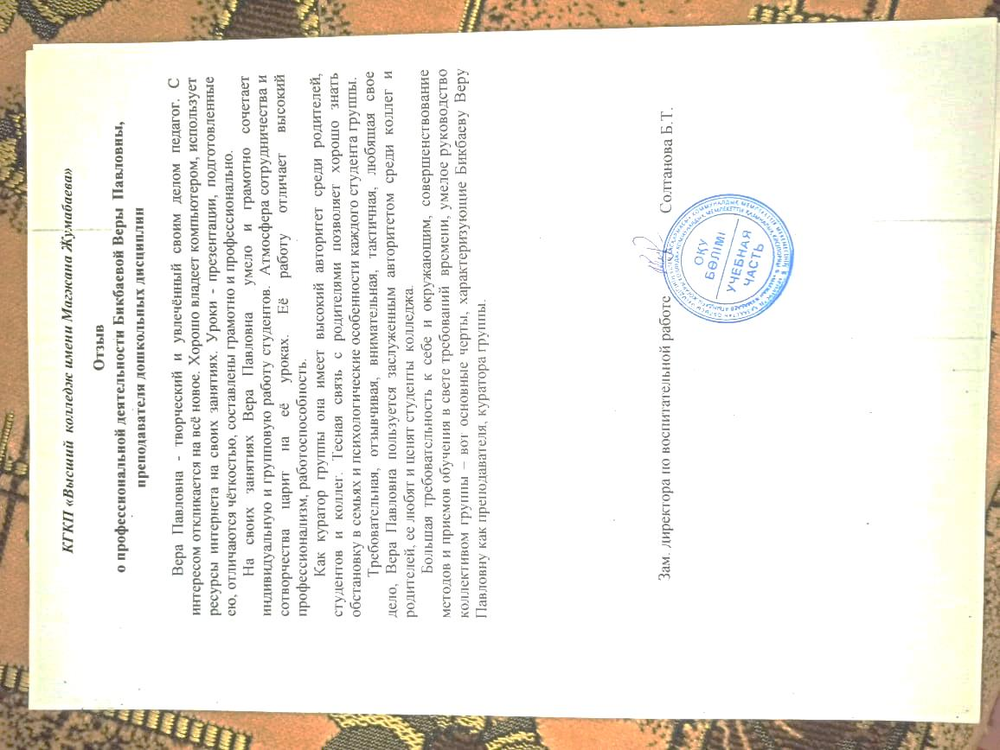 КГКП «Высший колледж имени Магжана Жумабаева»
Отзыв
о профессиональной деятельности Бикбаевой Веры Павловны,
преподавателя дошкольных дисциплин
Вера Павловна - творческий и увлечённый своим делом педагог. С
интересом откликается на всё новое. Хорошо владеет компьютером, использует
ресурсы интернета на своих занятиях. Уроки - презентации, подготовленные
ею, отличаются чёткостью, составлены грамотно и профессионально.
На своих занятиях Вера Павловна умело и грамотно сочетает
индивидуальную и групповую работу студентов. Атмосфера сотрудничества и
сотворчества царит на её уроках. Её работу отличает высокий
профессионализм, работоспособность.
Как куратор группы она имеет высокий авторитет среди родителей,
студентов и коллег. Тесная связь с родителями позволяет хорошо знать
обстановку в семьях и психологические особенности каждого студента группы.
Требовательная, отзывчивая, внимательная, тактичная, любящая свое
дело, Вера Павловна пользуется заслуженным авторитетом среди коллег и
родителей, ее любят и ценят студенты колледжа.
Большая требовательность к себе и окружающим, совершенствование
методов и приемов обучения в свете требований времени, умелое руководство
коллективом группы – вот основные черты, характеризующие Бикбаеву Веру
Павловну как преподавателя, куратора группы.
Зам. директора по воспитательной работе Солтанова Б.Т.
ОҚУ
БӨЛІМІ
УЧЕБНАЯ
ЧАСТЬ